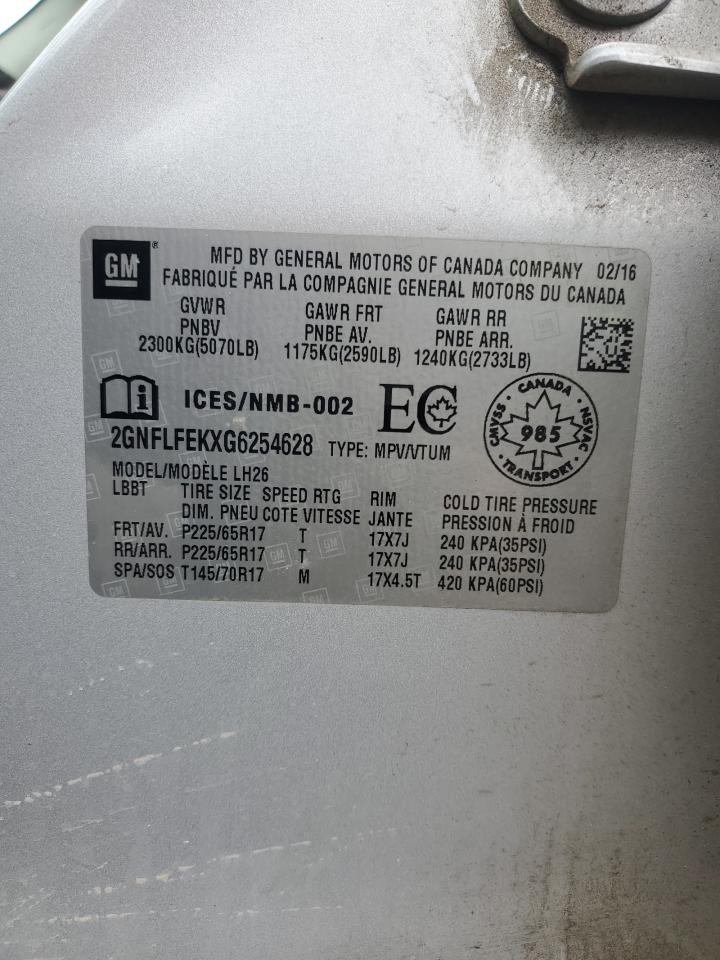 GM ®
MFD BY GENERAL MOTORS OF CANADA COMPANY 02/16
FABRIQUÉ PAR LA COMPAGNIE GENERAL MOTORS DU CANADA
GVWR GAWR FRT GAWR RR
PNBV PNBE AV. PNBE ARR.
2300KG(5070LB) 1175KG(2590LB) 1240KG(2733LB)
i ICES/NMB-002 EC
CANADA
CMVSS 985 NSVAC
·TRANSPORT·
2GNFLFEKXG6254628 TYPE: MPV/VTUM
MODEL/MODÈLE LH26
LBBT TIRE SIZE SPEED RTG RIM COLD TIRE PRESSURE
DIM. PNEU COTE VITESSE JANTE PRESSION À FROID
FRT/AV. P225/65R17 T 17X7J 240 KPA(35PSI)
RR/ARR. P225/65R17 T 17X7J 240 KPA(35PSI)
SPA/SOS T145/70R17 M 17X4.5T 420 KPA(60PSI)